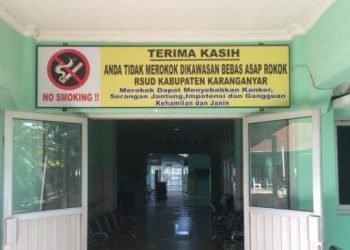 TERIMA KASIH
ANDA TIDAK MEROKOK DIKAWASAN BEBAS ASAP ROKOK
RSUD KABUPATEN KARANGANYAR
Merokok Dapat Menyebabkan Kanker,
Serangan Jantung,Impotensi dan Gangguan
Kehamilan dan Janin
NO SMOKING !!